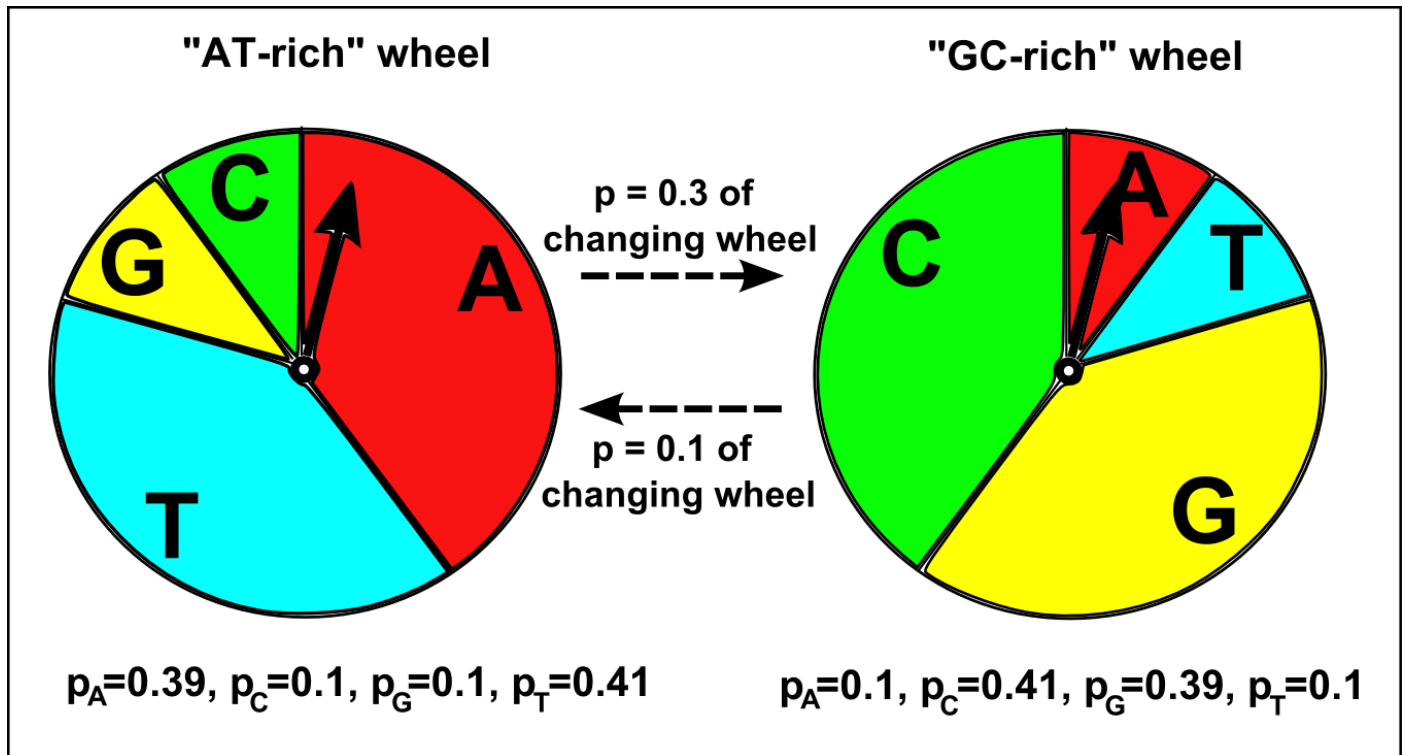 "AT-rich" wheel
"GC-rich" wheel
C
A
G
T
p = 0.3 of
changing wheel
p = 0.1 of
changing wheel
A
T
C
G
pA=0.39, pC=0.1, pG=0.1, pT=0.41
pA=0.1, pC=0.41, pG=0.39, pT=0.1